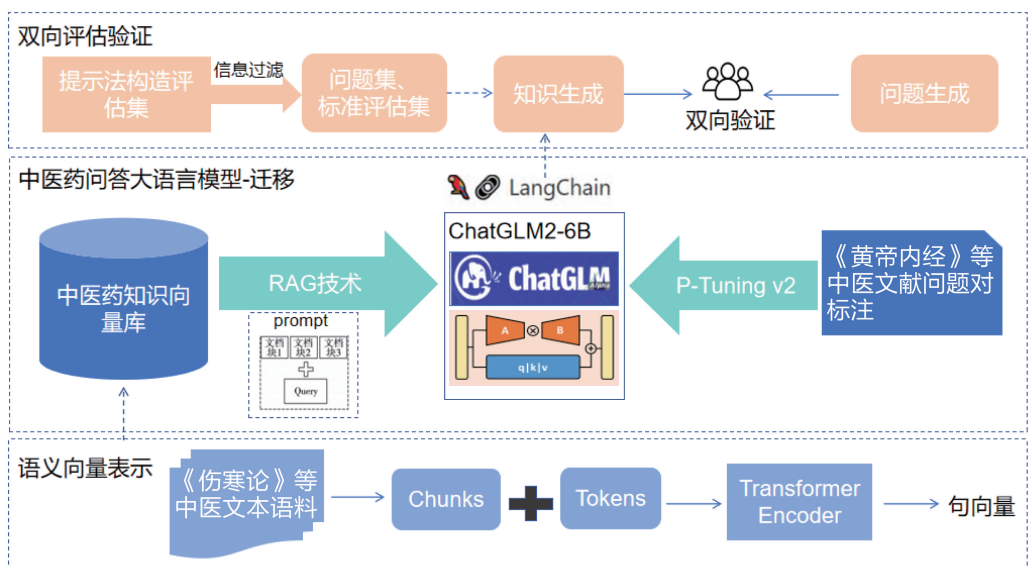 双向评估验证
提示法构造评
估集
信息过滤
问题集、
标准评估集
知识生成
双向验证
问题生成
中医药问答大语言模型-迁移
LangChain
中医药知识向
量库
RAG技术
prompt
文档
块1
文档
块2
文档
块3
Query
ChatGLM2-6B
ChatGLM
Alpha
A
B
q|k|v
P-Tuning v2
《黄帝内经》等
中医文献问题对
标注
语义向量表示
《伤寒论》等
中医文本语料
Chunks
Tokens
Transformer
Encoder
句向量